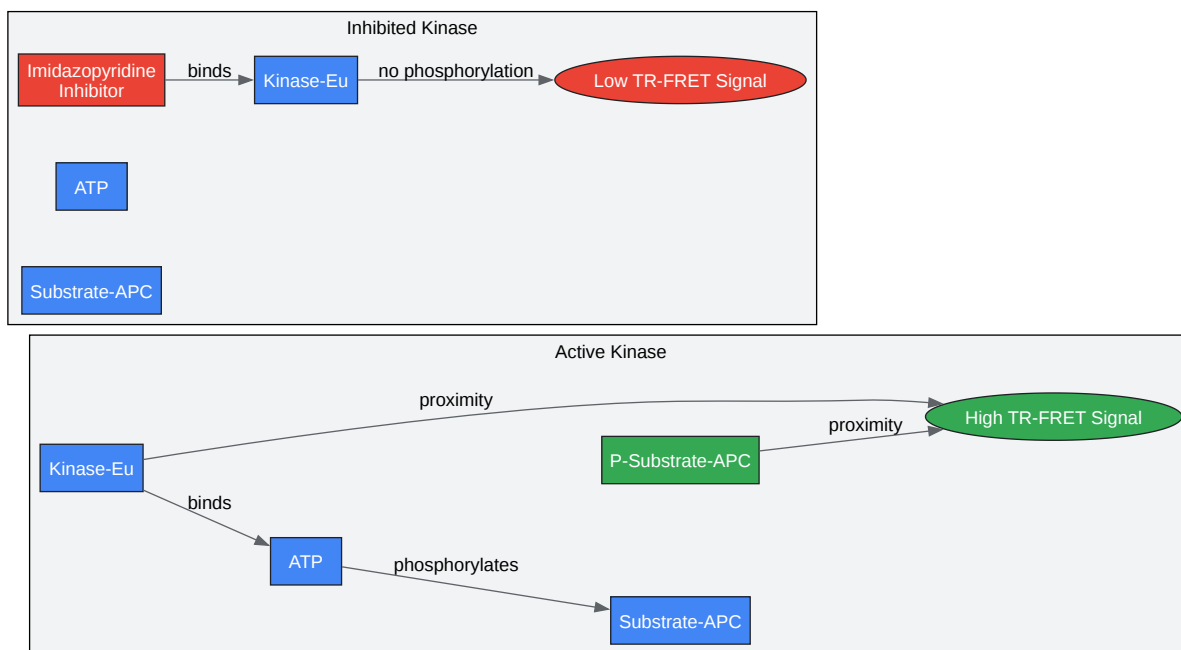 Inhibited Kinase
Imidazopyridine
Inhibitor
binds
Kinase-Eu
no phosphorylation
Low TR-FRET Signal
ATP
Substrate-APC
Active Kinase
proximity
High TR-FRET Signal
proximity
P-Substrate-APC
Kinase-Eu
binds
ATP
phosphorylates
Substrate-APC